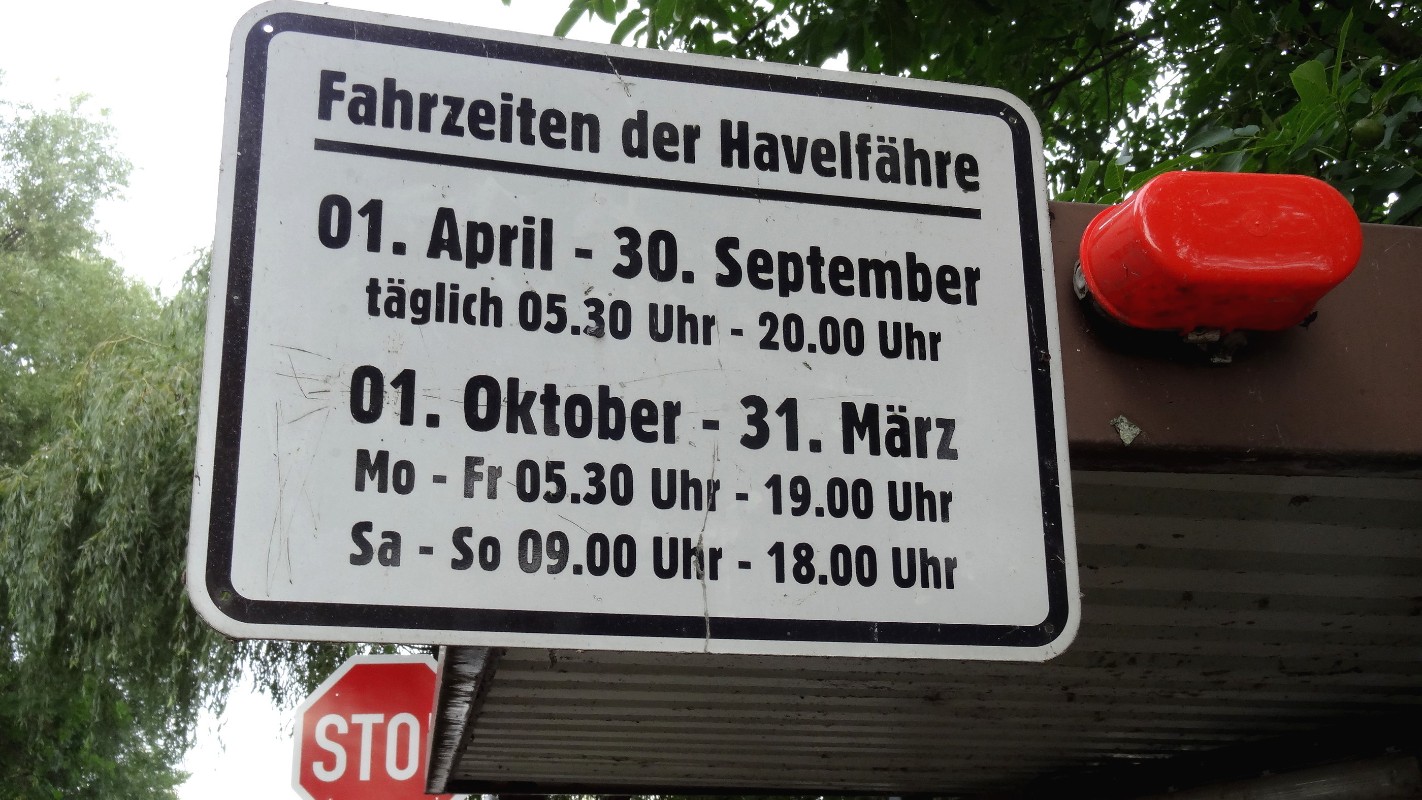 Fahrzeiten der Havelfähre
01. April - 30. September
täglich 05.30 Uhr - 20.00 Uhr
01. Oktober - 31. März
Mo - Fr 05.30 Uhr - 19.00 Uhr
Sa - So 09.00 Uhr - 18.00 Uhr
STO